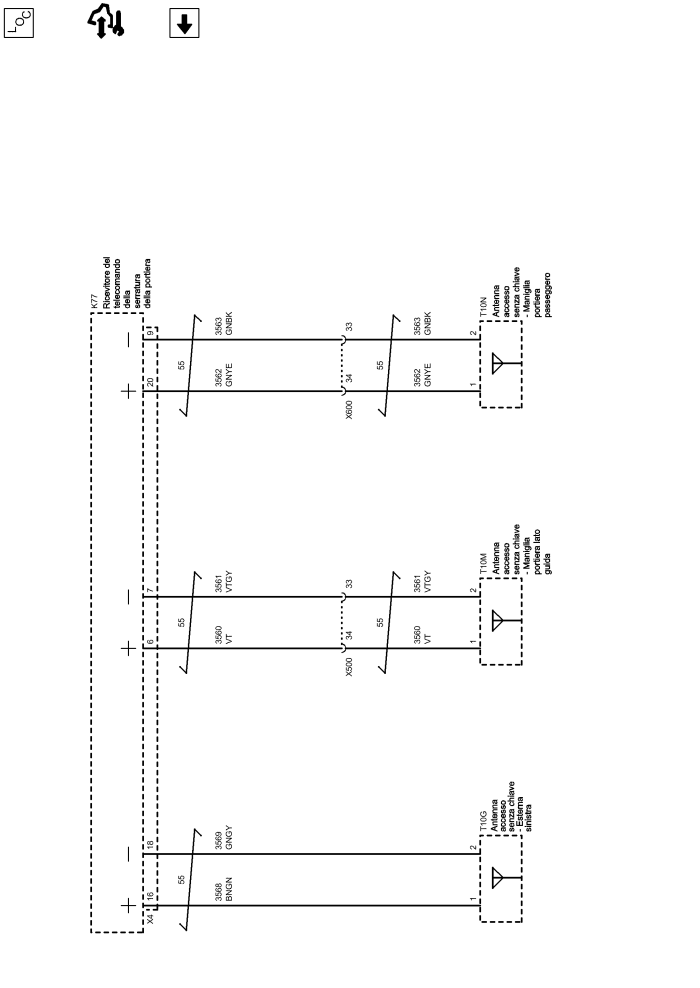 LOC
K77
Ricevitore del
telecomando
della
serratura
della portiera
X4
16
18
6
7
20
9
55
3568
BNGN
3569
GNGY
1
2
T10G
Antenna
accesso
senza chiave
- Esterna
sinistra
55
3560
VT
3561
VTGY
X500
34
33
55
3560
VT
3561
VTGY
1
2
T10M
Antenna
accesso
senza chiave
- Maniglia
portiera lato
guida
55
3562
GNYE
3563
GNBK
X600
34
33
55
3562
GNYE
3563
GNBK
1
2
T10N
Antenna
accesso
senza chiave
- Maniglia
portiera
passeggero